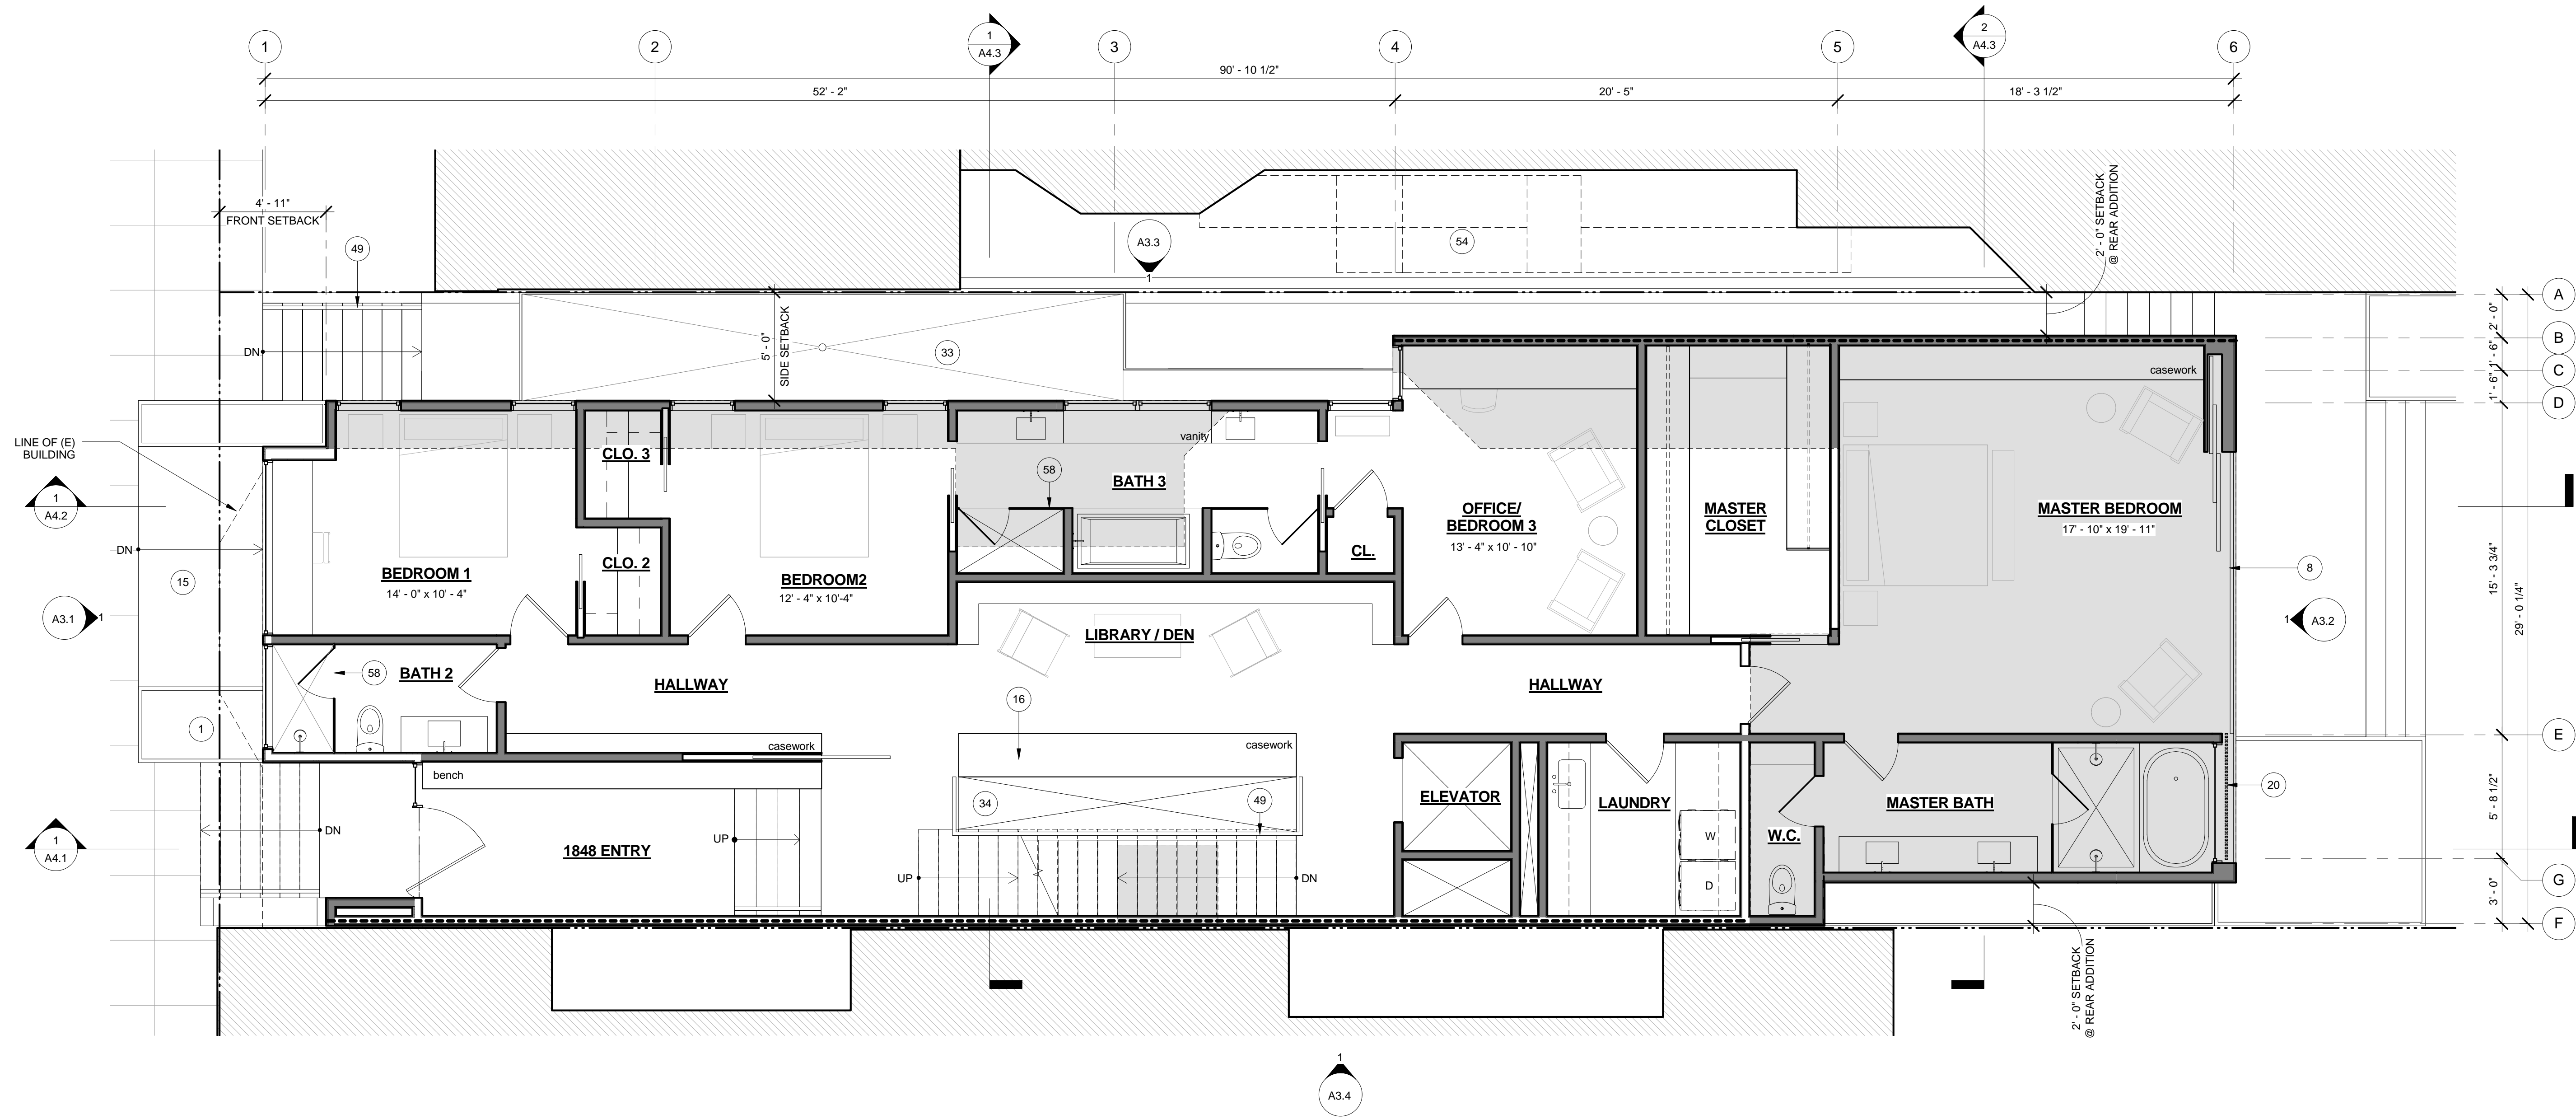 1
2
1
A4.3
3
4
5
2
A4.3
6
90' - 10 1/2"
52' - 2"
20' - 5"
18' - 3 1/2"
4' - 11"
FRONT SETBACK
49
A3.3
1
54
2' - 0" SETBACK
@ REAR ADDITION
A
B
C
D
2' - 0"
1' - 6"
1' - 6"
DN
5' - 0"
SIDE SETBACK
33
casework
LINE OF (E)
BUILDING
1
A4.2
DN
15
A3.1
1
1
CLO. 3
CLO. 2
BEDROOM 1
14' - 0" x 10' - 4"
BEDROOM2
12' - 4" x 10'-4"
vanity
58
BATH 3
CL.
OFFICE/
BEDROOM 3
13' - 4" x 10' - 10"
MASTER
CLOSET
MASTER BEDROOM
17' - 10" x 19' - 11"
8
1
A3.2
15' - 3 3/4"
29' - 0 1/4"
58
BATH 2
HALLWAY
LIBRARY / DEN
16
HALLWAY
casework
casework
bench
34
49
E
20
5' - 8 1/2"
G
3' - 0"
F
1
A4.1
DN
1848 ENTRY
UP
UP
DN
ELEVATOR
LAUNDRY
W
D
W.C.
MASTER BATH
2' - 0" SETBACK
@ REAR ADDITION
1
A3.4